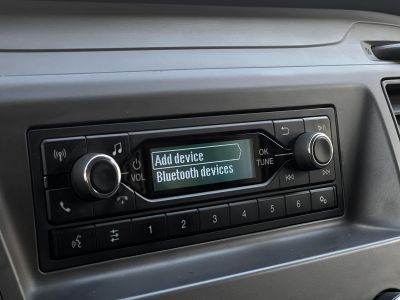 Add device
Bluetooth devices
OK
TUNE
VOL
1 2 3 4 5 6